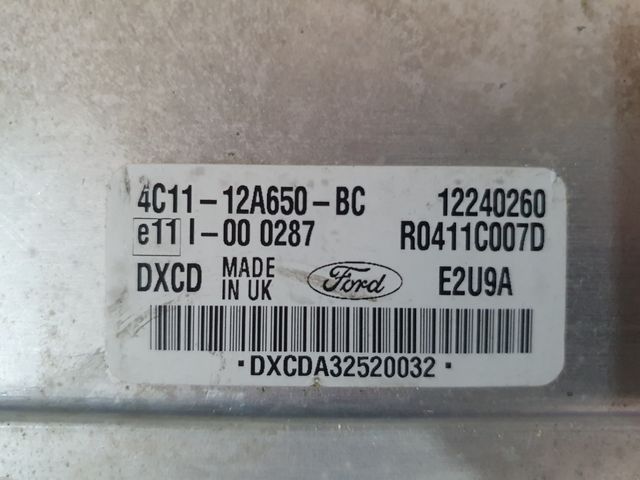 4C11-12A650-BC 12240260
e11 I-00 0287 R0411C007D
DXCD MADE IN UK Ford E2U9A
· DXCDA32520032 ·